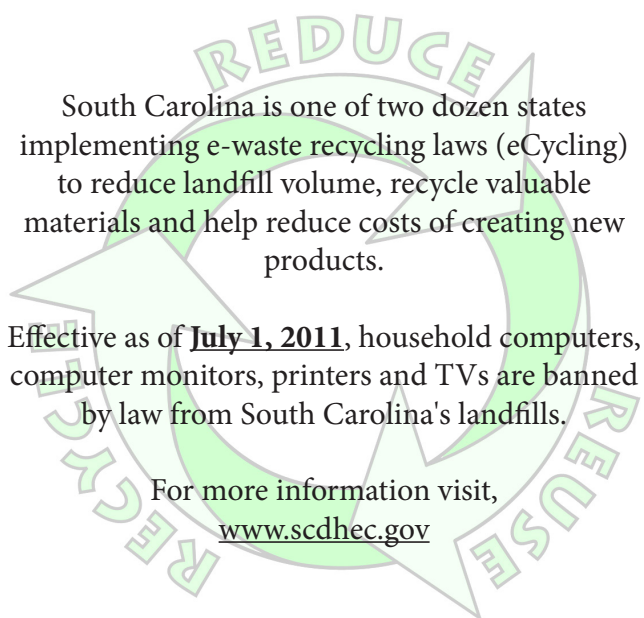 REDUCE
South Carolina is one of two dozen states
implementing e-waste recycling laws (eCycling)
to reduce landfill volume, recycle valuable
materials and help reduce costs of creating new
products.
Effective as of July 1, 2011, household computers,
computer monitors, printers and TVs are banned
by law from South Carolina's landfills.
For more information visit,
www.scdhec.gov
RECYCLE
REUSE